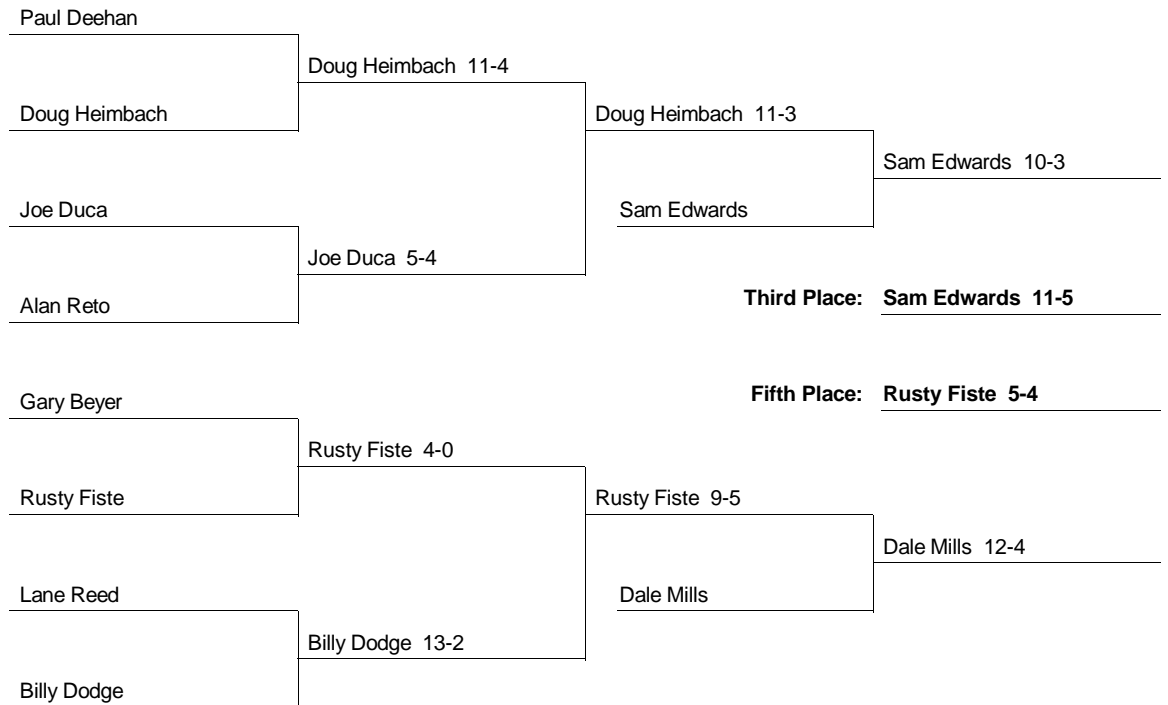 Paul Deehan
Doug Heimbach 11-4
Doug Heimbach
Doug Heimbach 11-3
Sam Edwards 10-3
Joe Duca
Sam Edwards
Joe Duca 5-4
Alan Reto
Third Place: Sam Edwards 11-5
Gary Beyer
Fifth Place: Rusty Fiste 5-4
Rusty Fiste 4-0
Rusty Fiste
Rusty Fiste 9-5
Dale Mills 12-4
Lane Reed
Dale Mills
Billy Dodge 13-2
Billy Dodge